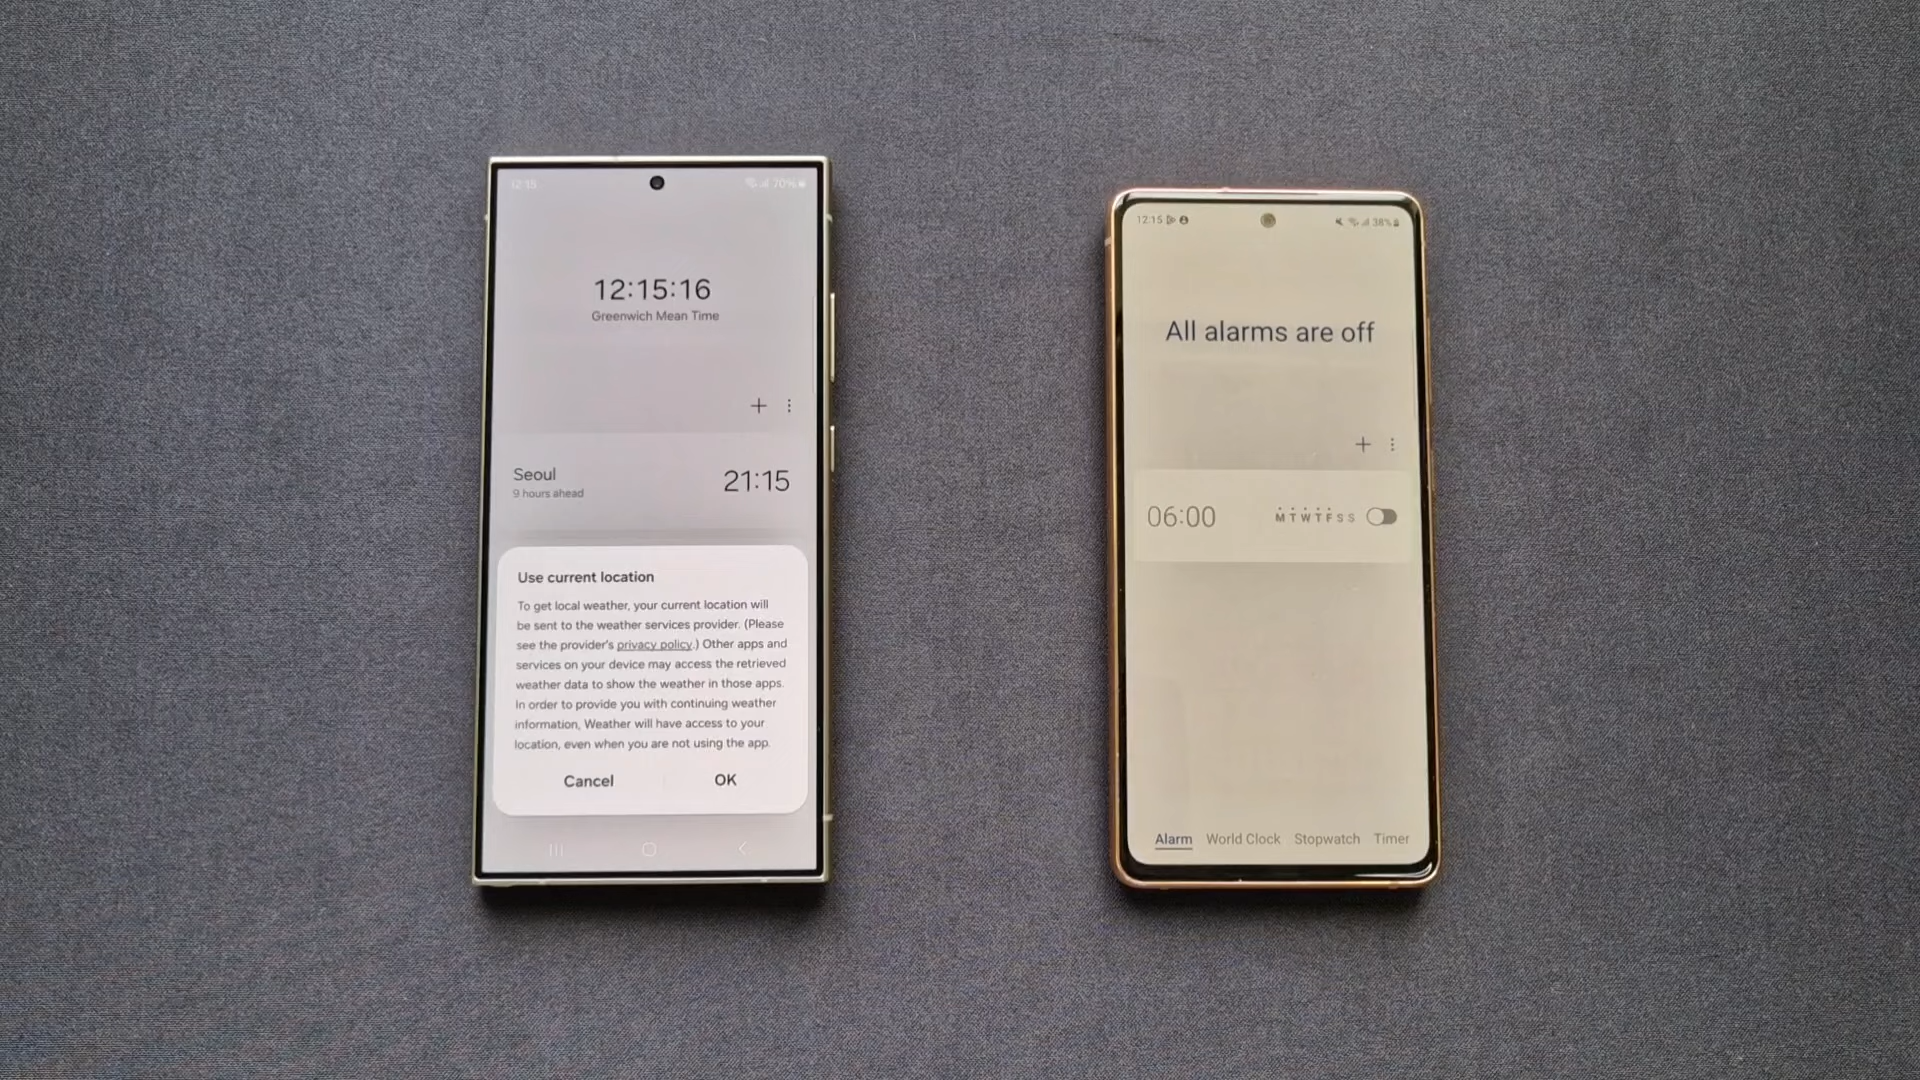 12:15
70%
12:15:16
Greenwich Mean Time
Seoul
9 hours ahead
21:15
Use current location
To get local weather, your current location will
be sent to the weather services provider. (Please
see the provider's privacy policy.) Other apps and
services on your device may access the retrieved
weather data to show the weather in those apps.
In order to provide you with continuing weather
information, Weather will have access to your
location, even when you are not using the app.
Cancel OK
12:15
38%
All alarms are off
06:00
M T W T F S S
Alarm World Clock Stopwatch Timer